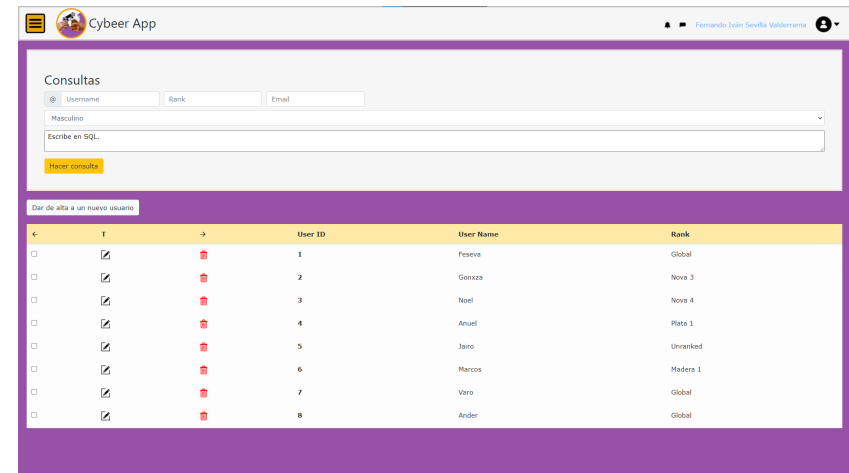 Cybeer App
Fernando Iván Sevilla Valderrama
Consultas
@ Username Rank Email
Masculino
Escribe en SQL.
Hacer consulta
Dar de alta a un nuevo usuario
← T → User ID User Name Rank
1 Feseva Global
2 Gonxza Nova 3
3 Noel Nova 4
4 Anuel Plata 1
5 Jairo Unranked
6 Marcos Madera 1
7 Varo Global
8 Ander Global